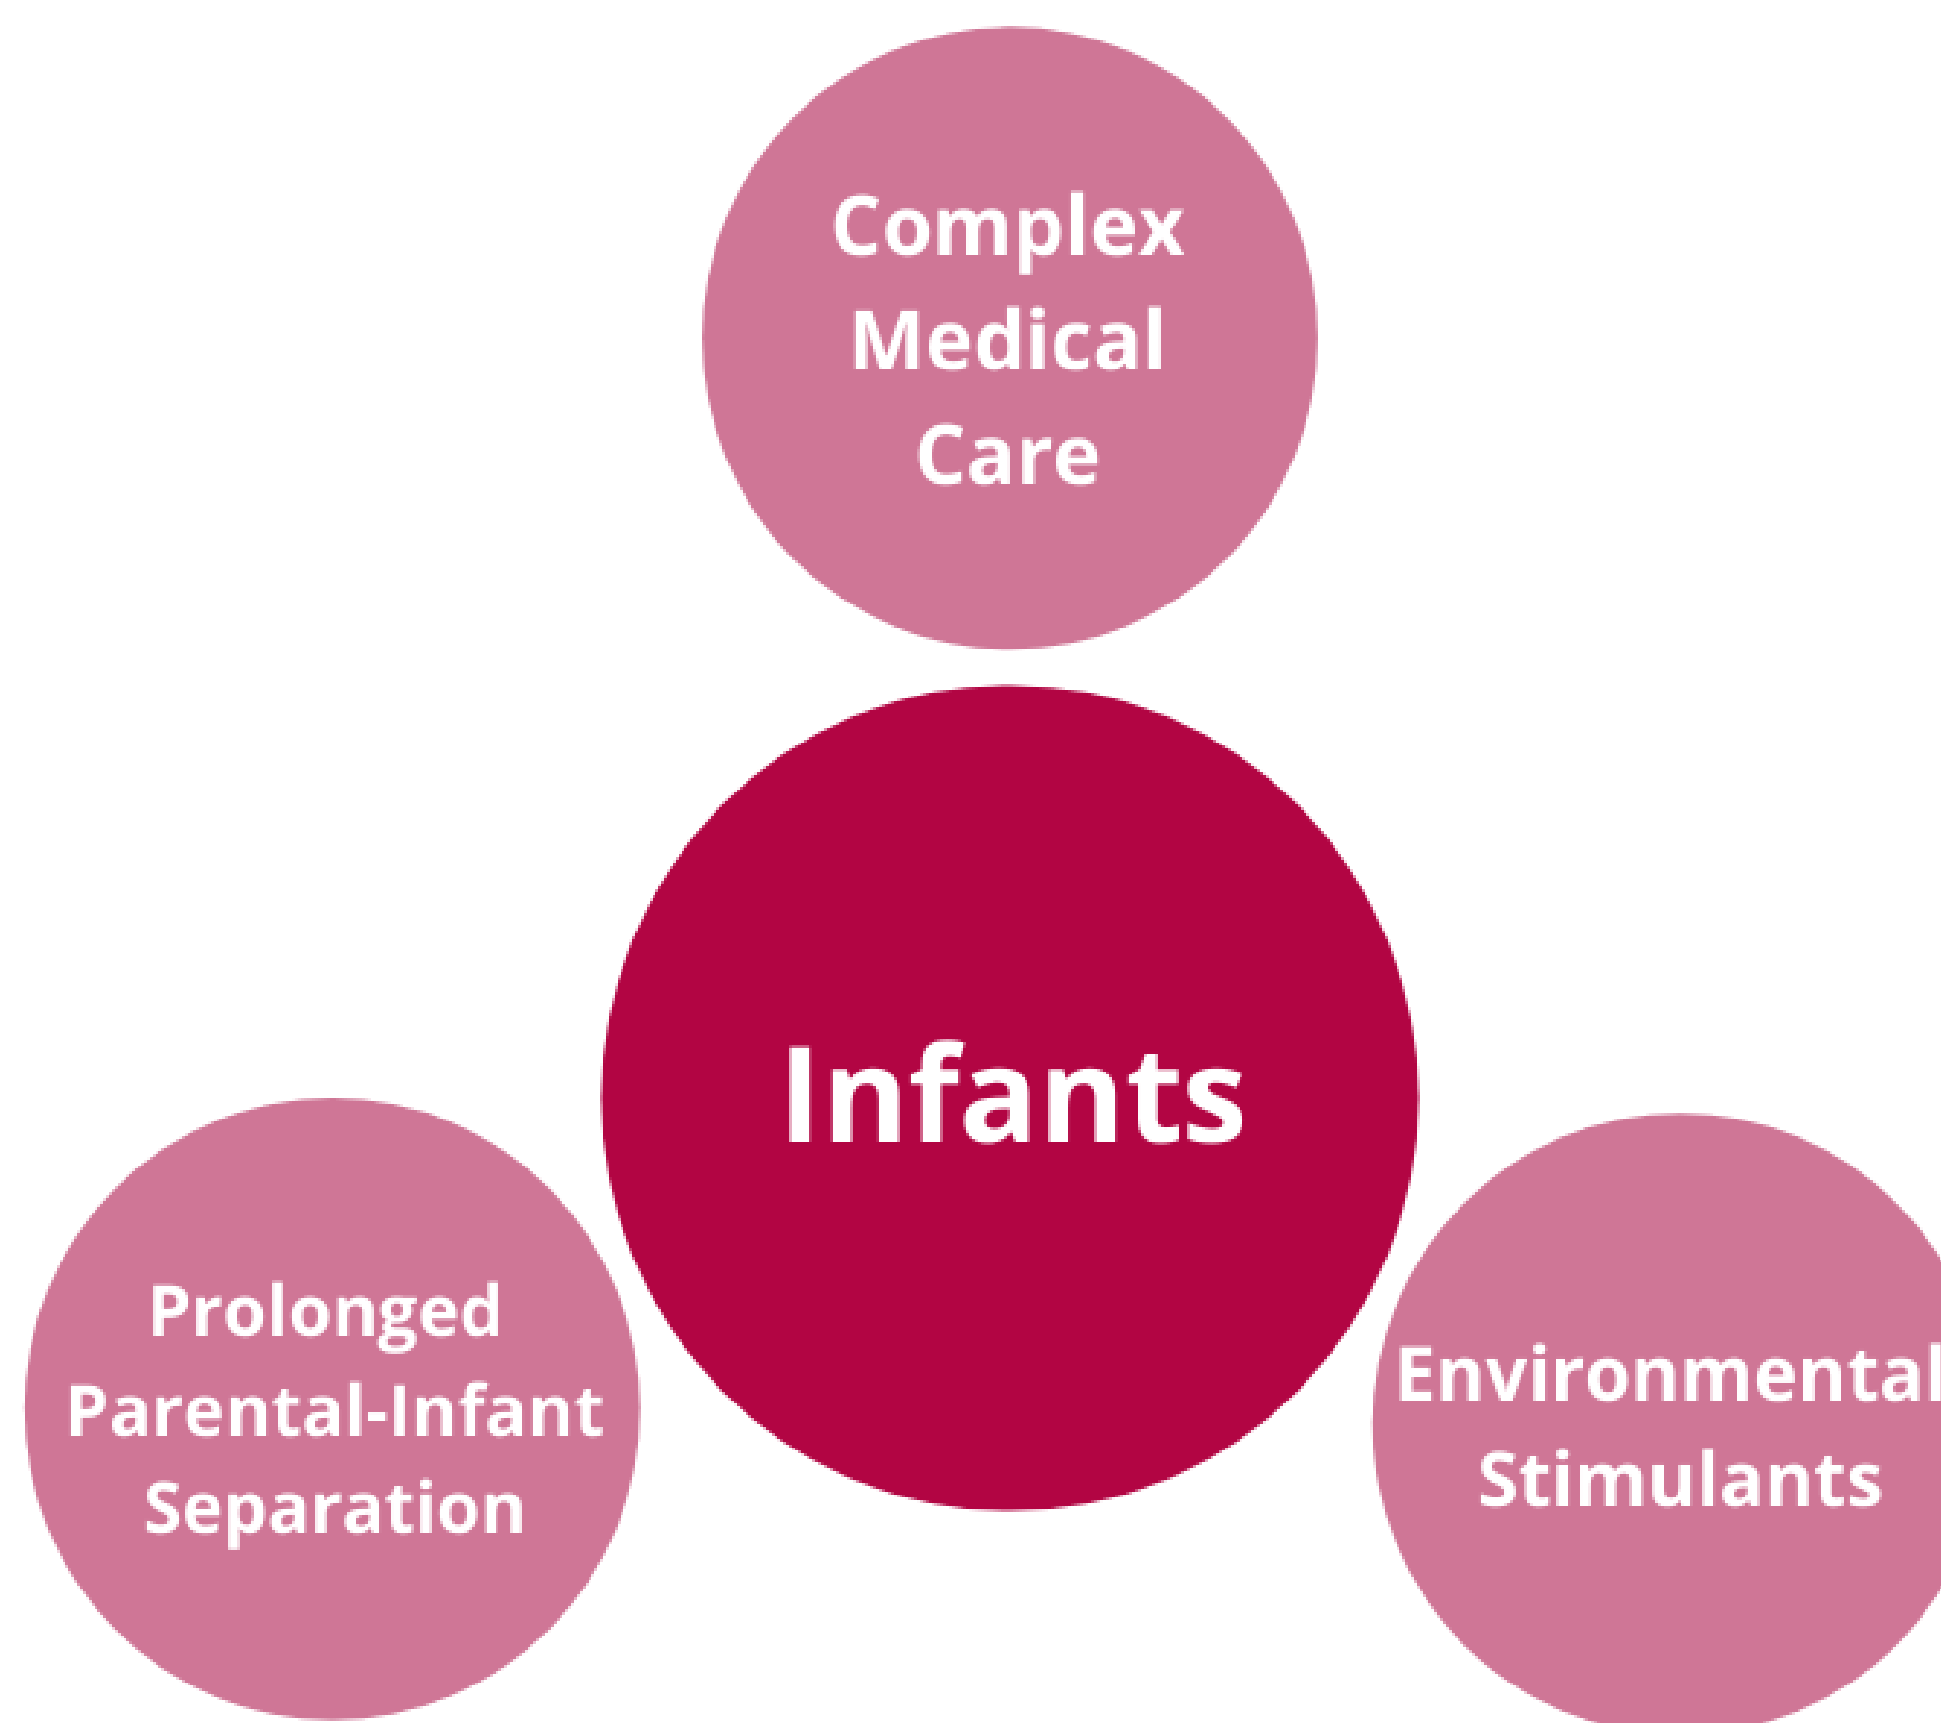 Complex
Medical
Care
Infants
Prolonged
Parental-Infant
Separation
Environmental
Stimulants